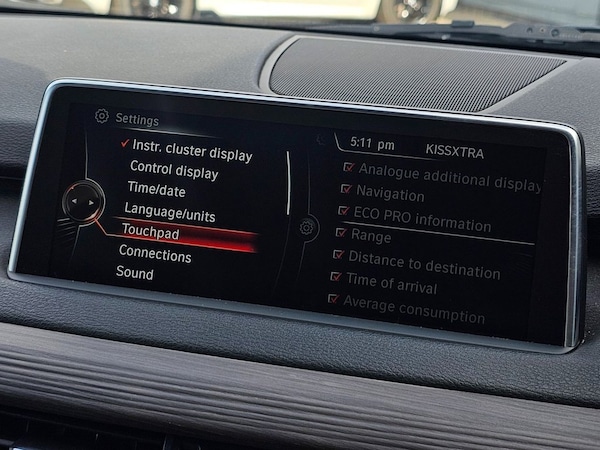 Settings
Instr. cluster display
Control display
Time/date
Language/units
Touchpad
Connections
Sound
5:11 pm KISSXTRA
Analogue additional display
Navigation
ECO PRO information
Range
Distance to destination
Time of arrival
Average consumption